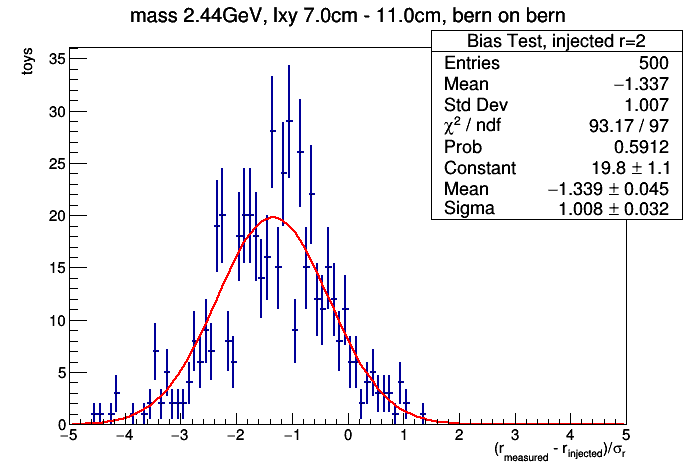 mass 2.44GeV, lxy 7.0cm - 11.0cm, bern on bern
toys
Bias Test, injected r=2
Entries 500
Mean −1.337
Std Dev 1.007
χ² / ndf 93.17 / 97
Prob 0.5912
Constant 19.8 ± 1.1
Mean −1.339 ± 0.045
Sigma 1.008 ± 0.032
35
30
25
20
15
10
5
0
−5 −4 −3 −2 −1 0 1 2 3 4 5
(r_measured - r_injected)/σ_r